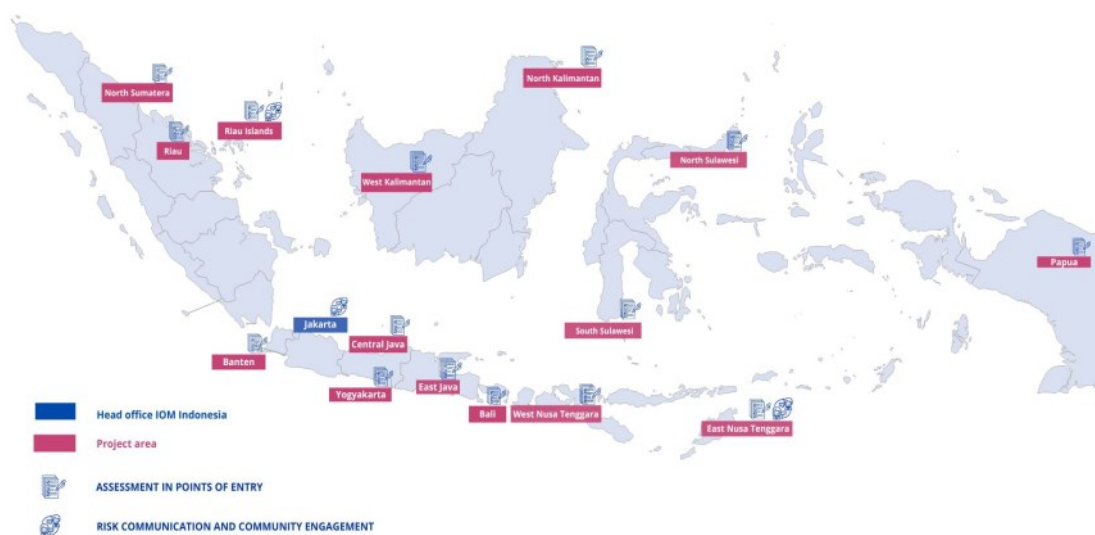 North Kalimantan
North Sumatera
Riau Islands
Riau
North Sulawesi
West Kalimantan
Papua
Jakarta
South Sulawesi
Central Java
Banten
East Java
Yogyakarta
Bali
West Nusa Tenggara
East Nusa Tenggara
Head office IOM Indonesia
Project area
ASSESSMENT IN POINTS OF ENTRY
RISK COMMUNICATION AND COMMUNITY ENGAGEMENT